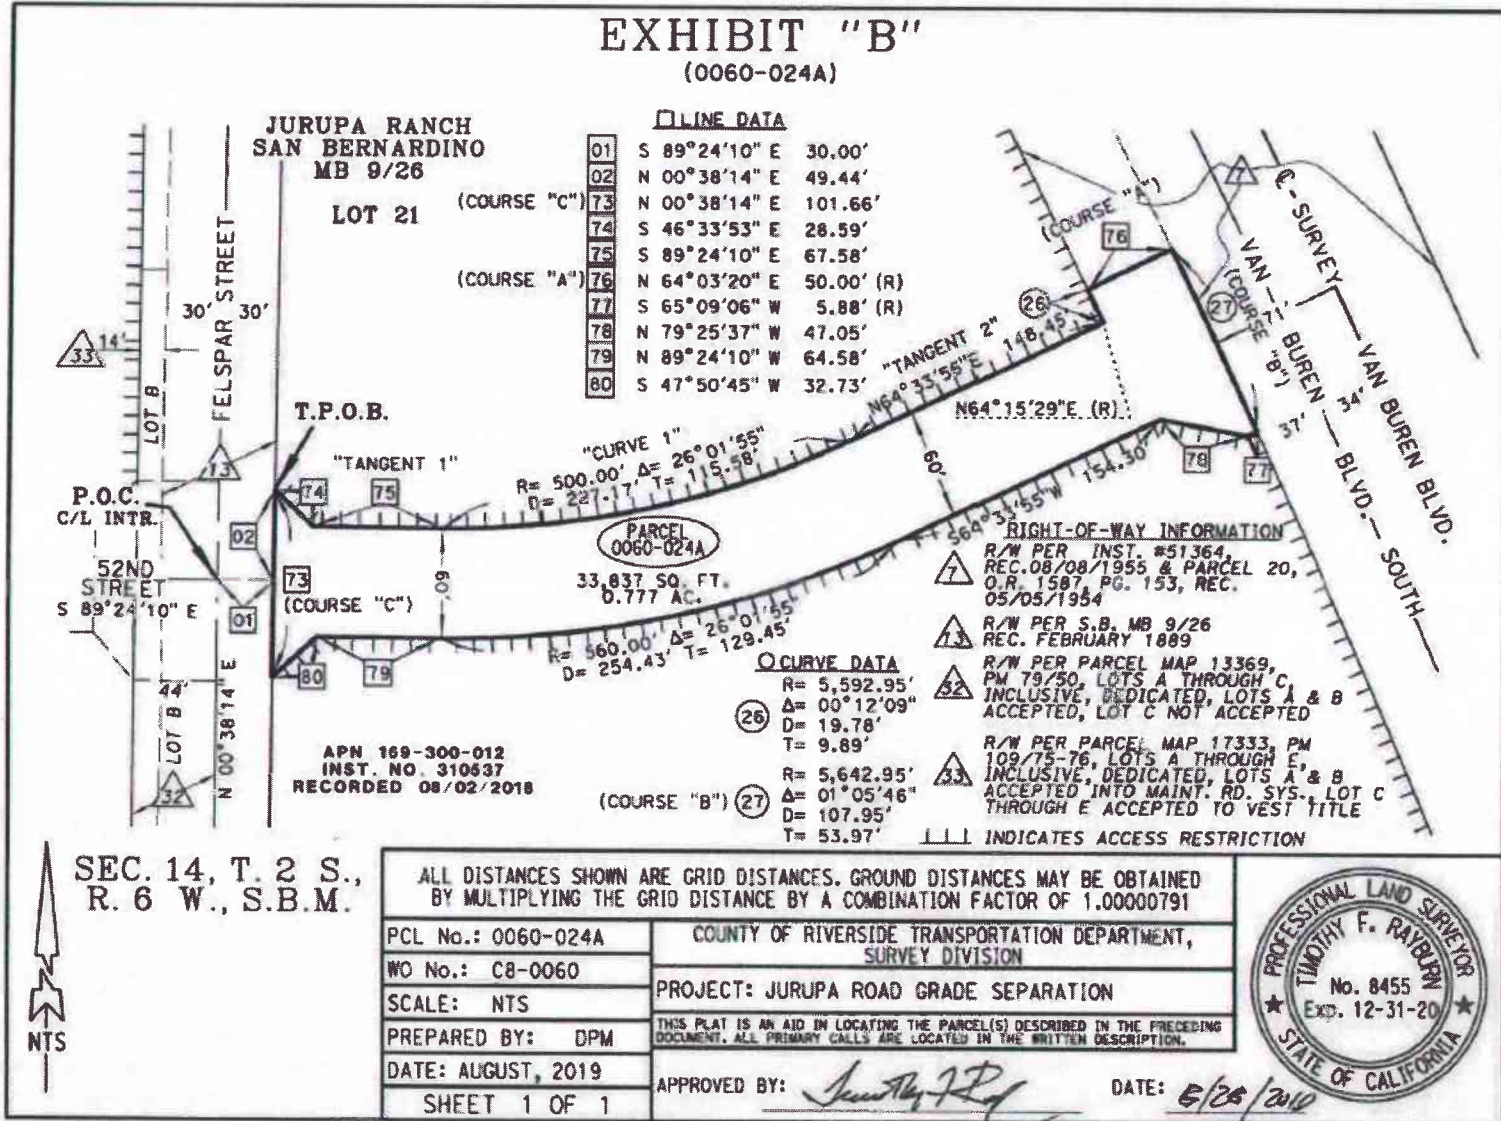 EXHIBIT "B"
(0060-024A)
JURUPA RANCH
SAN BERNARDINO
MB 9/26
LOT 21
□ LINE DATA
01 S 89°24'10" E 30.00'
02 N 00°38'14" E 49.44'
(COURSE "C") 73 N 00°38'14" E 101.66'
74 S 46°33'53" E 28.59'
75 S 89°24'10" E 67.58'
(COURSE "A") 76 N 64°03'20" E 50.00' (R)
77 S 65°09'06" W 5.88' (R)
78 N 79°25'37" W 47.05'
79 N 89°24'10" W 64.58'
80 S 47°50'45" W 32.73'
FELSPAR STREET
30' 30'
14'
33
LOT B
13
T.P.O.B.
P.O.C.
C/L INTR.
52ND
STREET
S 89°24'10" E
02
01
73
(COURSE "C")
74
75
"TANGENT 1"
"CURVE 1"
R= 500.00' Δ= 26°01'55"
D= 227.17' T= 115.58'
"TANGENT 2"
N64°33'55"E 148.45'
N64°15'29"E (R)
(COURSE "A")
76
26
7
27
(COURSE "B")
71'
34'
37'
℄ - SURVEY
VAN BUREN BLVD.
VAN BUREN BLVD. SOUTH
60'
60'
PARCEL
0060-024A
33,837 SQ. FT.
0.777 AC.
S64°33'55"W 154.30'
78
77
R= 560.00' Δ= 26°01'55"
D= 254.43' T= 129.45'
80
79
44'
LOT B
32
N 00°38'14" E
APN 169-300-012
INST. NO. 310537
RECORDED 08/02/2018
○ CURVE DATA
26
R= 5,592.95'
Δ= 00°12'09"
D= 19.78'
T= 9.89'
(COURSE "B") 27
R= 5,642.95'
Δ= 01°05'46"
D= 107.95'
T= 53.97'
RIGHT-OF-WAY INFORMATION
7 R/W PER INST. #51364,
REC.08/08/1955 & PARCEL 20,
O.R. 1587, PG. 153, REC.
05/05/1954
13 R/W PER S.B. MB 9/26
REC. FEBRUARY 1889
32 R/W PER PARCEL MAP 13369,
PM 79/50, LOTS A THROUGH C,
INCLUSIVE, DEDICATED, LOTS A & B
ACCEPTED, LOT C NOT ACCEPTED
33 R/W PER PARCEL MAP 17333, PM
109/75-76, LOTS A THROUGH E,
INCLUSIVE, DEDICATED, LOTS A & B
ACCEPTED INTO MAINT. RD. SYS., LOT C
THROUGH E ACCEPTED TO VEST TITLE
INDICATES ACCESS RESTRICTION
SEC. 14, T. 2 S.,
R. 6 W., S.B.M.
NTS
ALL DISTANCES SHOWN ARE GRID DISTANCES. GROUND DISTANCES MAY BE OBTAINED
BY MULTIPLYING THE GRID DISTANCE BY A COMBINATION FACTOR OF 1.00000791
PCL No.: 0060-024A
WO No.: C8-0060
SCALE: NTS
PREPARED BY: DPM
DATE: AUGUST, 2019
SHEET 1 OF 1
COUNTY OF RIVERSIDE TRANSPORTATION DEPARTMENT,
SURVEY DIVISION
PROJECT: JURUPA ROAD GRADE SEPARATION
THIS PLAT IS AN AID IN LOCATING THE PARCEL(S) DESCRIBED IN THE PRECEDING
DOCUMENT. ALL PRIMARY CALLS ARE LOCATED IN THE WRITTEN DESCRIPTION.
APPROVED BY:
DATE:
PROFESSIONAL LAND SURVEYOR
TIMOTHY F. RAYBURN
No. 8455
Exp. 12-31-20
STATE OF CALIFORNIA